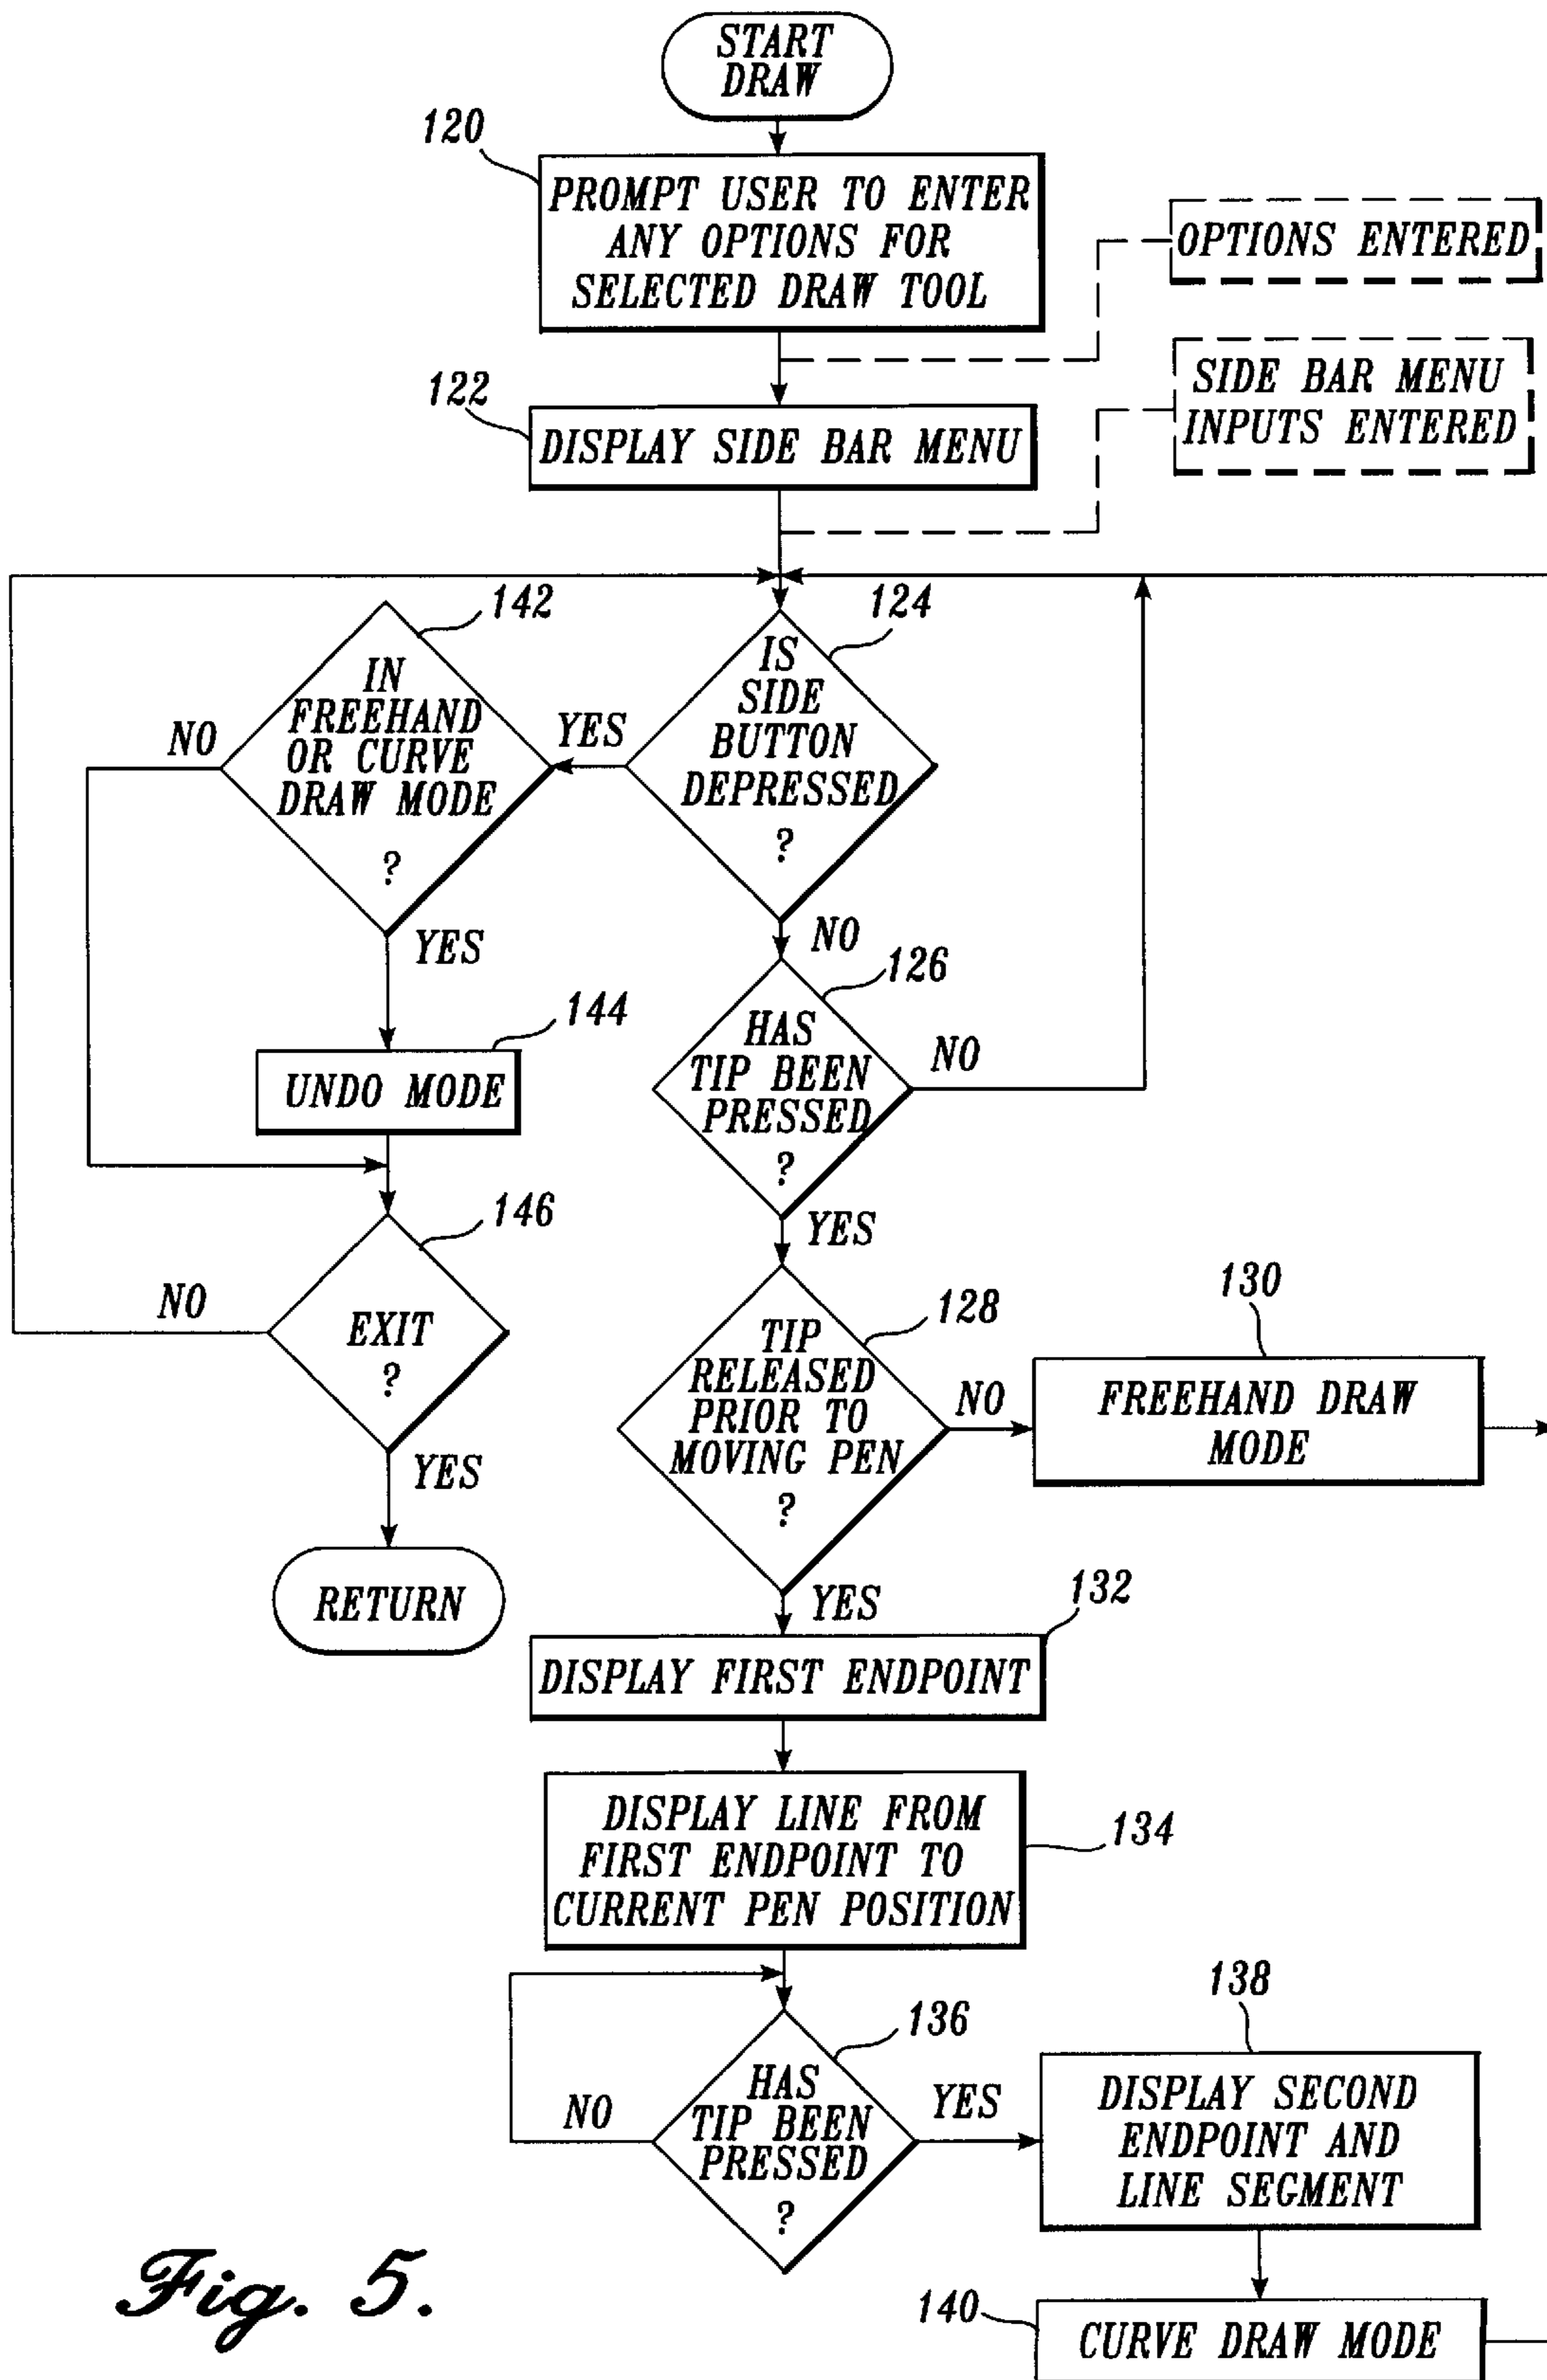 START
DRAW
120
PROMPT USER TO ENTER
ANY OPTIONS FOR
SELECTED DRAW TOOL
OPTIONS ENTERED
122
DISPLAY SIDE BAR MENU
SIDE BAR MENU
INPUTS ENTERED
142
IN
FREEHAND
OR CURVE
DRAW MODE
?
NO
YES
124
IS
SIDE
BUTTON
DEPRESSED
?
YES
NO
144
UNDO MODE
126
HAS
TIP BEEN
PRESSED
?
NO
YES
146
EXIT
?
NO
YES
RETURN
128
TIP
RELEASED
PRIOR TO
MOVING PEN
?
NO
130
FREEHAND DRAW
MODE
YES
132
DISPLAY FIRST ENDPOINT
DISPLAY LINE FROM
FIRST ENDPOINT TO
CURRENT PEN POSITION
134
136
HAS
TIP BEEN
PRESSED
?
NO
YES
138
DISPLAY SECOND
ENDPOINT AND
LINE SEGMENT
140
CURVE DRAW MODE
Fig. 5.